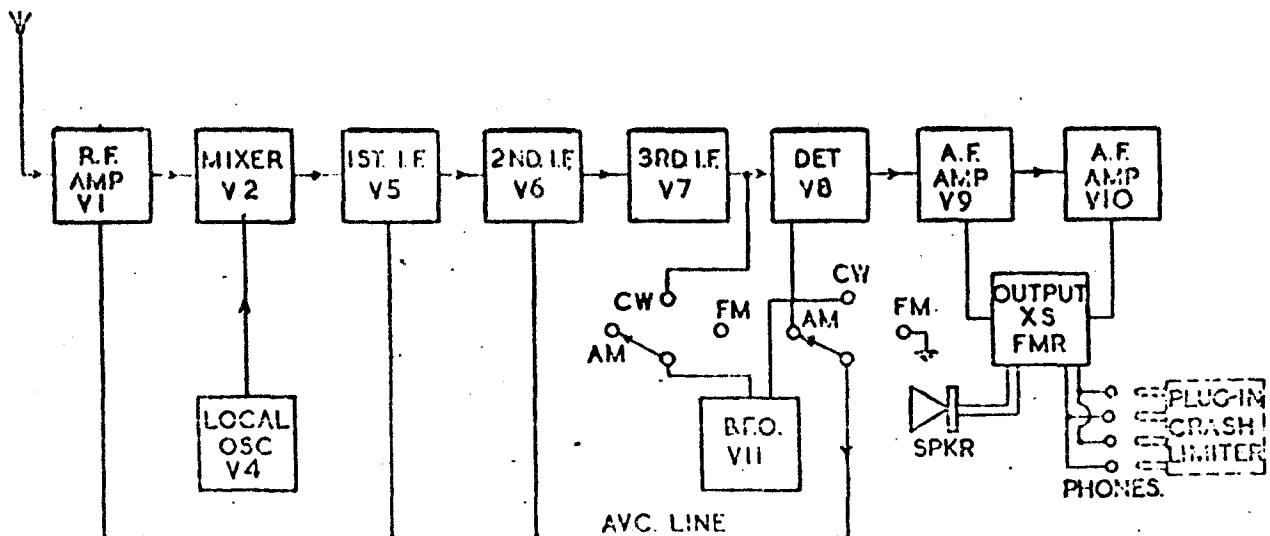 R.F.
AMP
V1
MIXER
V2
1ST. I.F.
V5
2ND. I.F.
V6
3RD I.F.
V7
DET
V8
A.F.
AMP
V9
A.F.
AMP
V10
CW
FM
AM
CW
AM
FM.
OUTPUT
XS
FMR
LOCAL
OSC
V4
B.F.O.
V11
SPKR
PLUG-IN
CRASH
LIMITER
PHONES.
AVC. LINE